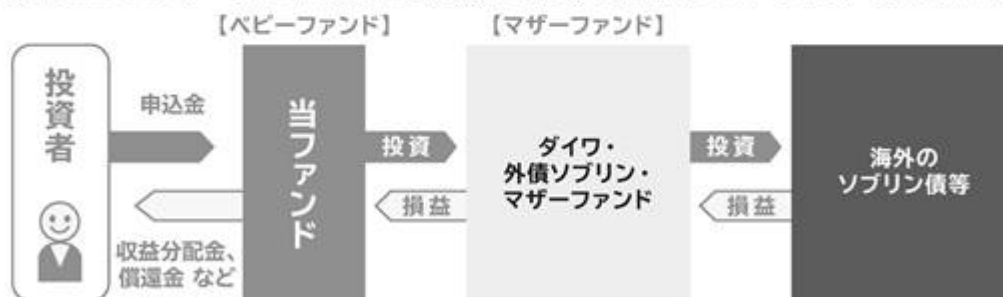 【ベビーファンド】
【マザーファンド】
投資者
申込金
収益分配金、
償還金 など
当ファンド
投資
損益
ダイワ・
外債ソブリン・
マザーファンド
投資
損益
海外の
ソブリン債等